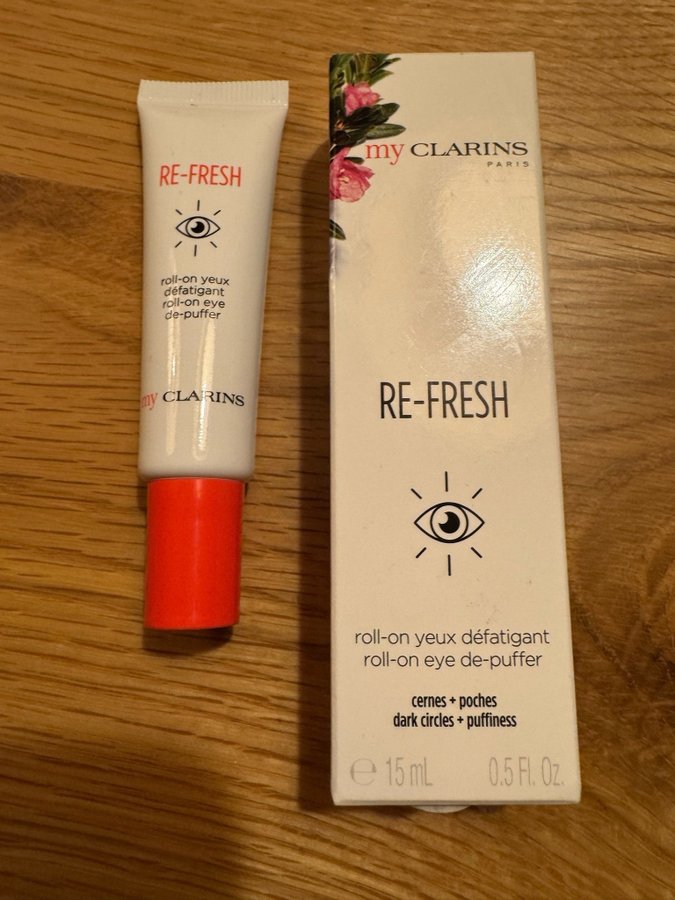 RE-FRESH
roll-on yeux
défatigant
roll-on eye
de-puffer
my CLARINS
my CLARINS
PARIS
RE-FRESH
roll-on yeux défatigant
roll-on eye de-puffer
cernes + poches
dark circles + puffiness
℮ 15 mL 0.5 Fl. Oz.